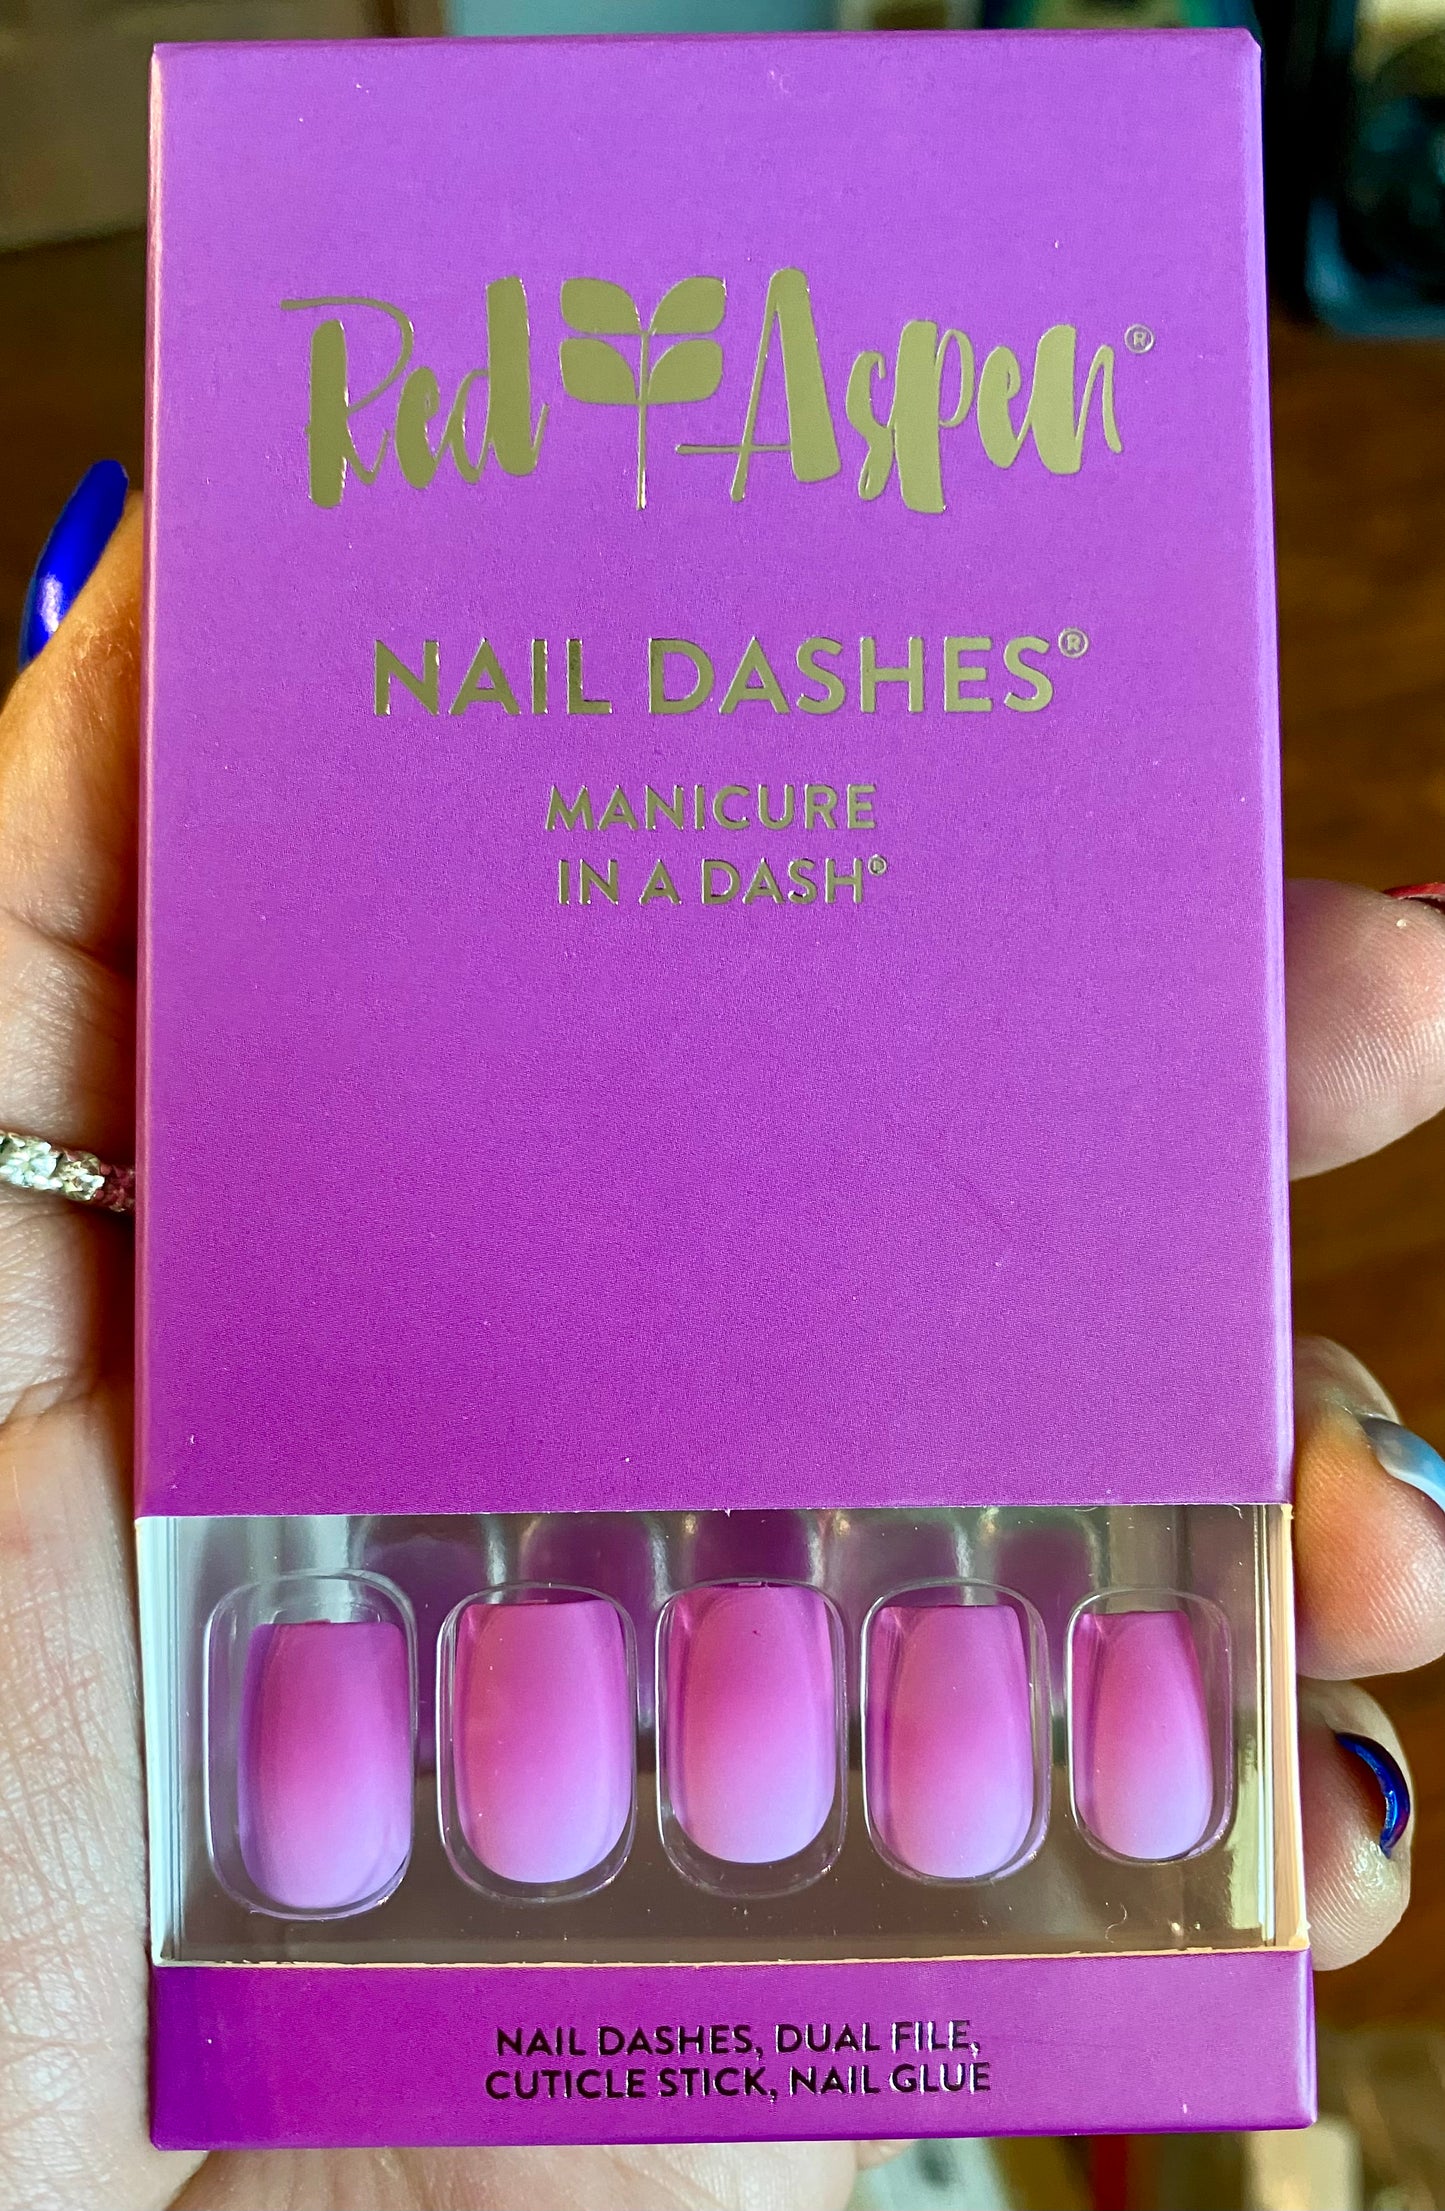 Red Aspen®
NAIL DASHES®
MANICURE
IN A DASH®
NAIL DASHES, DUAL FILE,
CUTICLE STICK, NAIL GLUE